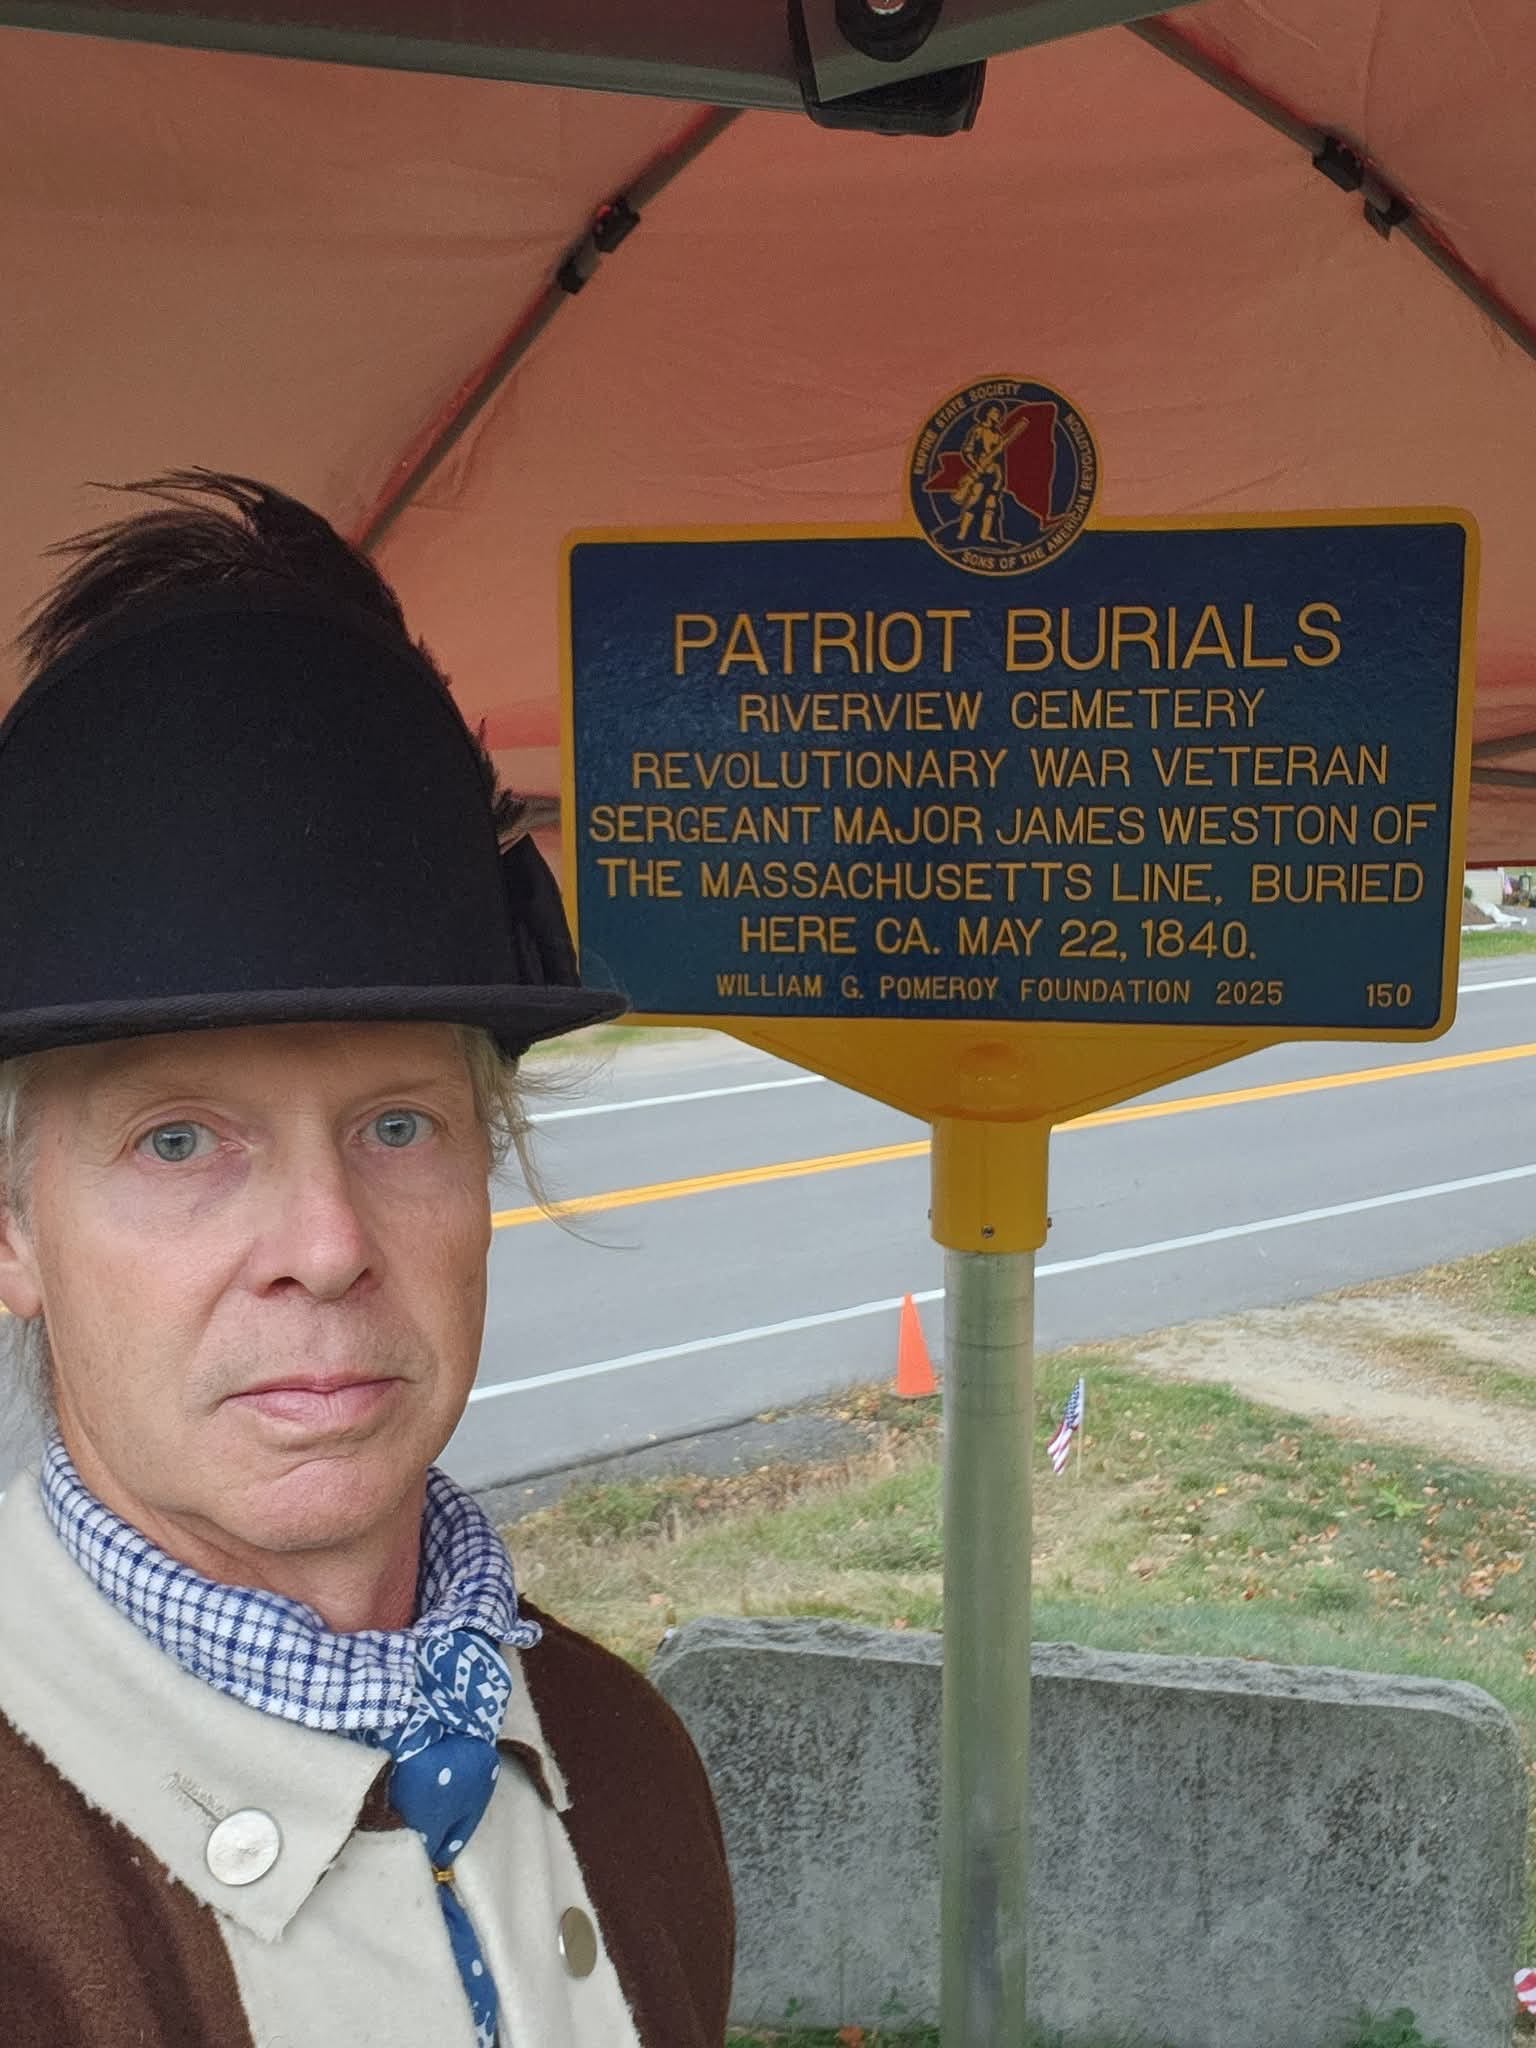 EMPIRE STATE SOCIETY
SONS OF THE AMERICAN REVOLUTION
PATRIOT BURIALS
RIVERVIEW CEMETERY
REVOLUTIONARY WAR VETERAN
SERGEANT MAJOR JAMES WESTON OF
THE MASSACHUSETTS LINE, BURIED
HERE CA. MAY 22, 1840.
WILLIAM G. POMEROY FOUNDATION 2025 150